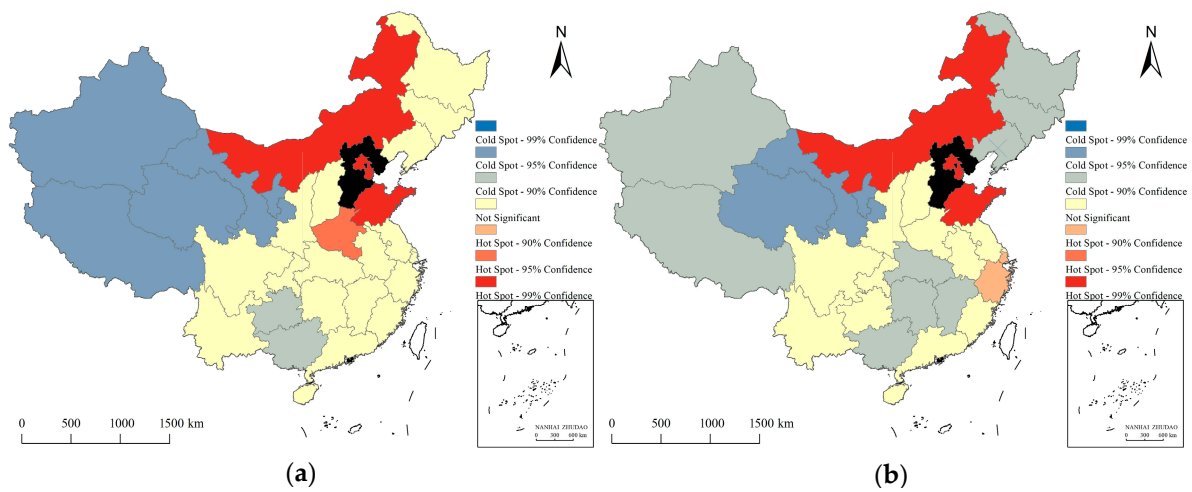 N
Cold Spot - 99% Confidence
Cold Spot - 95% Confidence
Cold Spot - 90% Confidence
Not Significant
Hot Spot - 90% Confidence
Hot Spot - 95% Confidence
Hot Spot - 99% Confidence
0 500 1000 1500 km
NANHAI ZHUDAO
0 300 600 km
(a)
N
Cold Spot - 99% Confidence
Cold Spot - 95% Confidence
Cold Spot - 90% Confidence
Not Significant
Hot Spot - 90% Confidence
Hot Spot - 95% Confidence
Hot Spot - 99% Confidence
0 500 1000 1500 km
NANHAI ZHUDAO
0 300 600 km
(b)